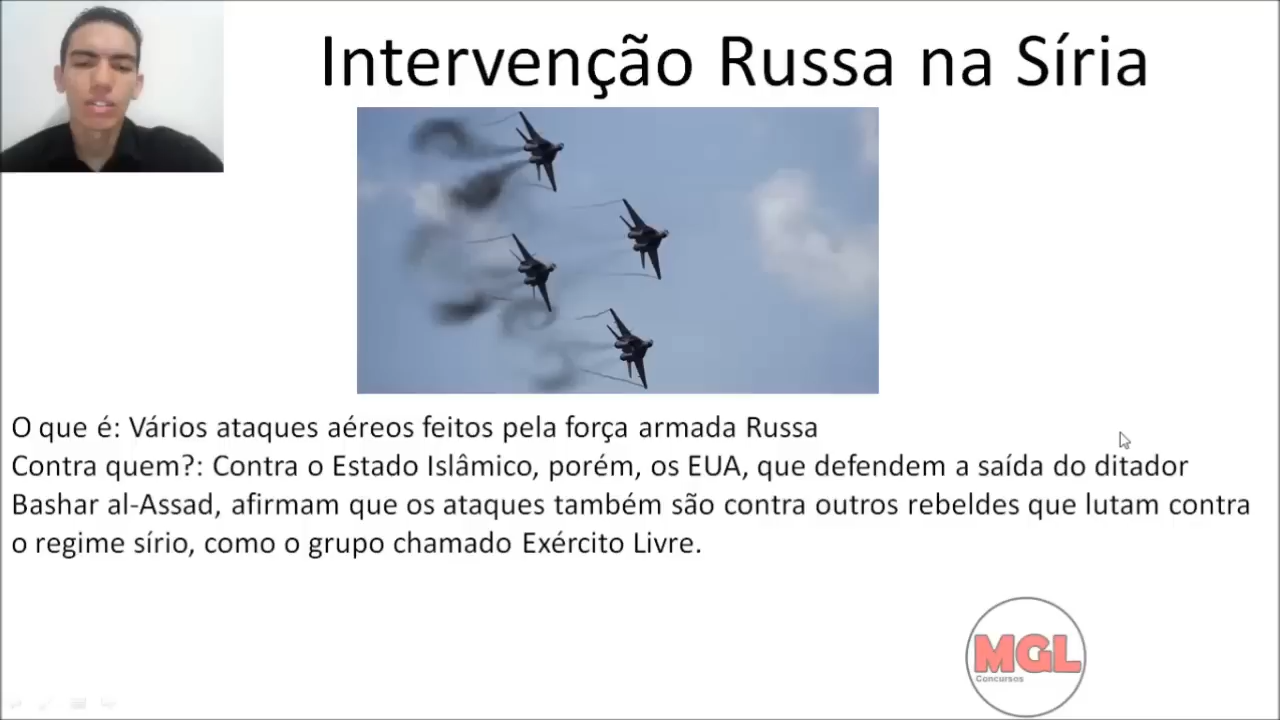 Intervenção Russa na Síria
O que é: Vários ataques aéreos feitos pela força armada Russa
Contra quem?: Contra o Estado Islâmico, porém, os EUA, que defendem a saída do ditador
Bashar al-Assad, afirmam que os ataques também são contra outros rebeldes que lutam contra
o regime sírio, como o grupo chamado Exército Livre.
MGL
Concursos